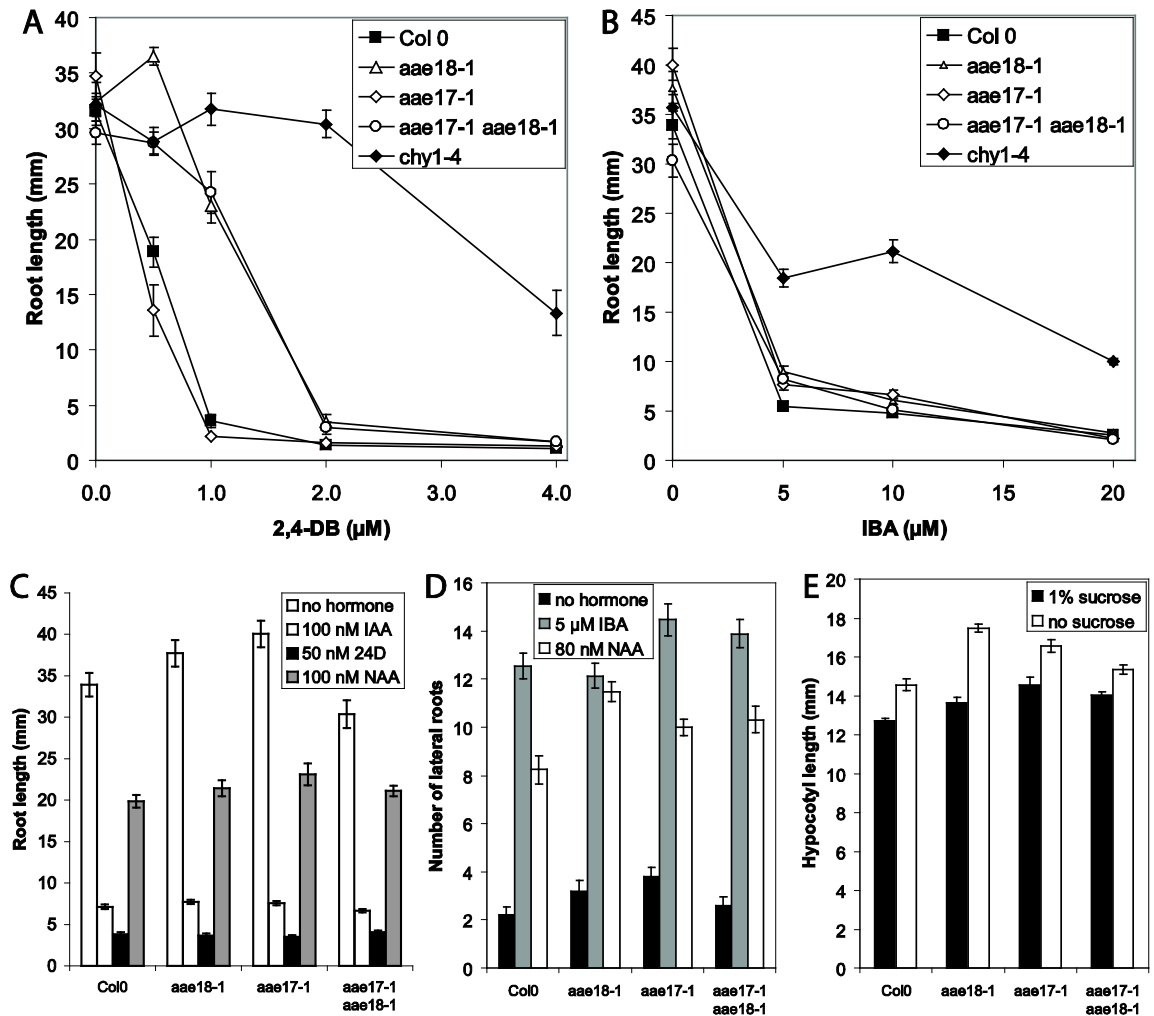 A
40
35
30
25
20
15
10
5
0
Root length (mm)
0.0 1.0 2.0 3.0 4.0
2,4-DB (µM)
Col 0
aae18-1
aae17-1
aae17-1 aae18-1
chy1-4
B
45
40
35
30
25
20
15
10
5
0
Root length (mm)
0 5 10 15 20
IBA (µM)
Col 0
aae18-1
aae17-1
aae17-1 aae18-1
chy1-4
C
45
40
35
30
25
20
15
10
5
0
Root length (mm)
no hormone
100 nM IAA
50 nM 24D
100 nM NAA
Col0 aae18-1 aae17-1 aae17-1
aae18-1
D
16
14
12
10
8
6
4
2
0
Number of lateral roots
no hormone
5 µM IBA
80 nM NAA
Col0 aae18-1 aae17-1 aae17-1
aae18-1
E
20
18
16
14
12
10
8
6
4
2
0
Hypocotyl length (mm)
1% sucrose
no sucrose
Col0 aae18-1 aae17-1 aae17-1
aae18-1